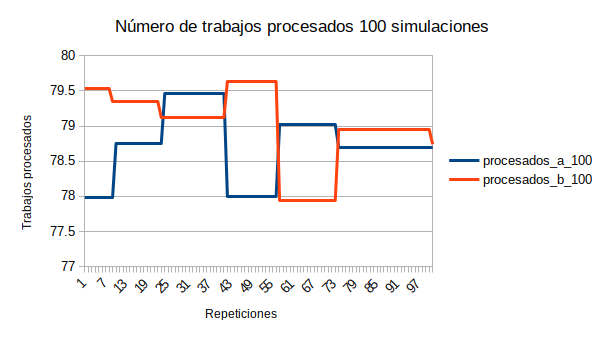 Número de trabajos procesados 100 simulaciones
Trabajos procesados
80
79.5
79
78.5
78
77.5
77
1 7 13 19 25 31 37 43 49 55 61 67 73 79 85 91 97
Repeticiones
procesados_a_100
procesados_b_100